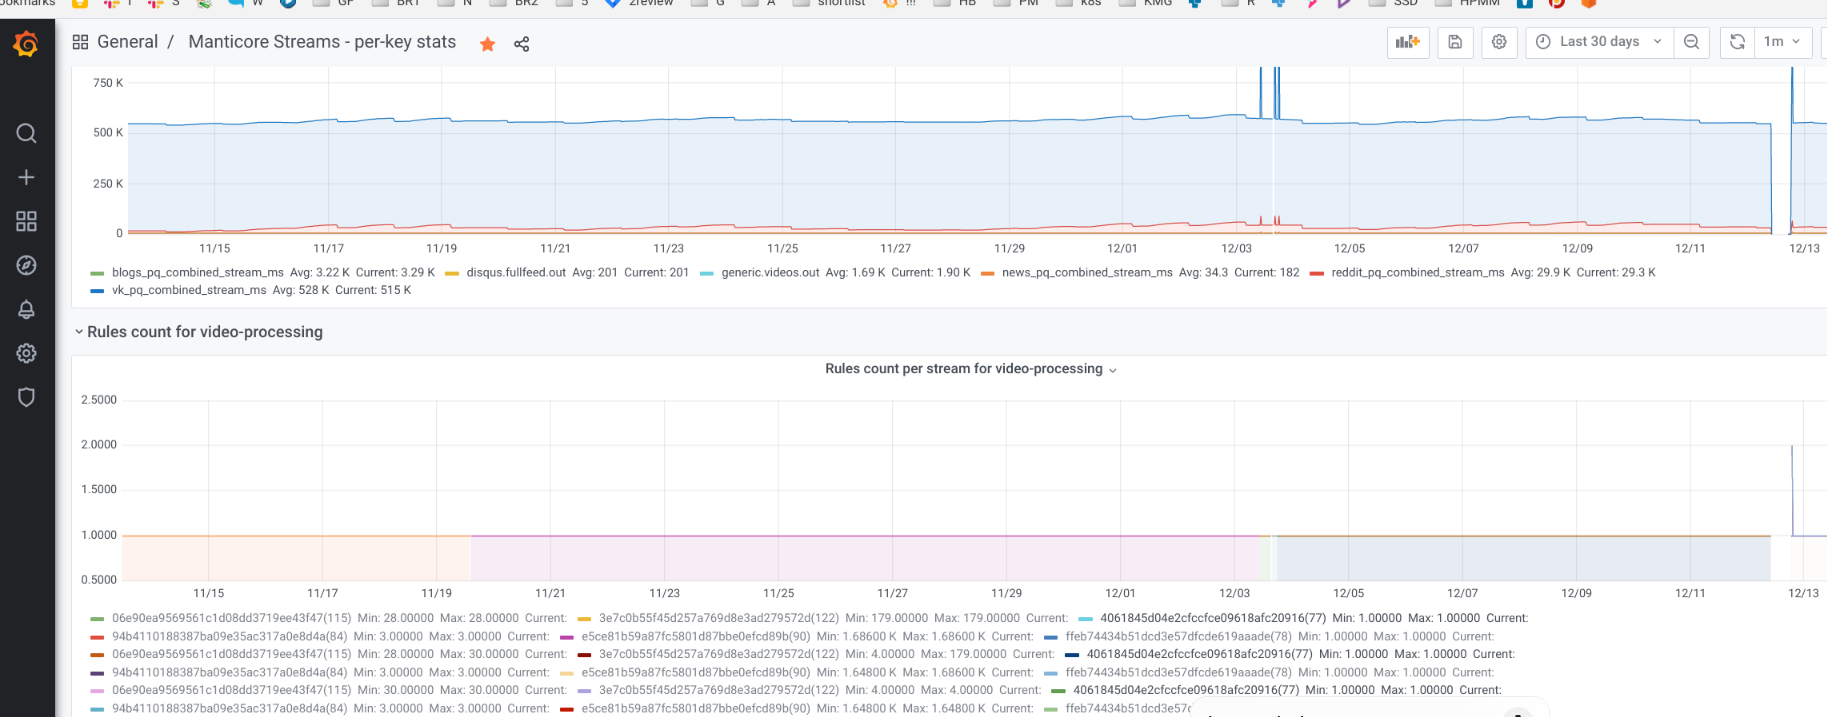 ookmarks 1 S W GP BRT N BR2 5 2review G A shortlist !!! HB PM k8s KMG R SSD HPMM
General / Manticore Streams - per-key stats Last 30 days 1m
750 K
500 K
250 K
0
11/15 11/17 11/19 11/21 11/23 11/25 11/27 11/29 12/01 12/03 12/05 12/07 12/09 12/11 12/13
blogs_pq_combined_stream_ms Avg: 3.22 K Current: 3.29 K disqus.fullfeed.out Avg: 201 Current: 201 generic.videos.out Avg: 1.69 K Current: 1.90 K news_pq_combined_stream_ms Avg: 34.3 Current: 182 reddit_pq_combined_stream_ms Avg: 29.9 K Current: 29.3 K
vk_pq_combined_stream_ms Avg: 528 K Current: 515 K
Rules count for video-processing
Rules count per stream for video-processing
2.5000
2.0000
1.5000
1.0000
0.5000
11/15 11/17 11/19 11/21 11/23 11/25 11/27 11/29 12/01 12/03 12/05 12/07 12/09 12/11 12/13
06e90ea9569561c1d08dd3719ee43f47(115) Min: 28.00000 Max: 28.00000 Current: 3e7c0b55f45d257a769d8e3ad279572d(122) Min: 179.00000 Max: 179.00000 Current: 4061845d04e2cfccfce09618afc20916(77) Min: 1.00000 Max: 1.00000 Current:
94b4110188387ba09e35ac317a0e8d4a(84) Min: 3.00000 Max: 3.00000 Current: e5ce81b59a87fc5801d87bbe0efcd89b(90) Min: 1.68600 K Max: 1.68600 K Current: ffeb74434b51dcd3e57dfcde619aaade(78) Min: 1.00000 Max: 1.00000 Current:
06e90ea9569561c1d08dd3719ee43f47(115) Min: 28.00000 Max: 30.00000 Current: 3e7c0b55f45d257a769d8e3ad279572d(122) Min: 4.00000 Max: 179.00000 Current: 4061845d04e2cfccfce09618afc20916(77) Min: 1.00000 Max: 1.00000 Current:
94b4110188387ba09e35ac317a0e8d4a(84) Min: 3.00000 Max: 3.00000 Current: e5ce81b59a87fc5801d87bbe0efcd89b(90) Min: 1.64800 K Max: 1.68600 K Current: ffeb74434b51dcd3e57dfcde619aaade(78) Min: 1.00000 Max: 1.00000 Current:
06e90ea9569561c1d08dd3719ee43f47(115) Min: 30.00000 Max: 30.00000 Current: 3e7c0b55f45d257a769d8e3ad279572d(122) Min: 4.00000 Max: 4.00000 Current: 4061845d04e2cfccfce09618afc20916(77) Min: 1.00000 Max: 1.00000 Current:
94b4110188387ba09e35ac317a0e8d4a(84) Min: 3.00000 Max: 3.00000 Current: e5ce81b59a87fc5801d87bbe0efcd89b(90) Min: 1.64800 K Max: 1.64800 K Current: ffeb74434b51dcd3e57c